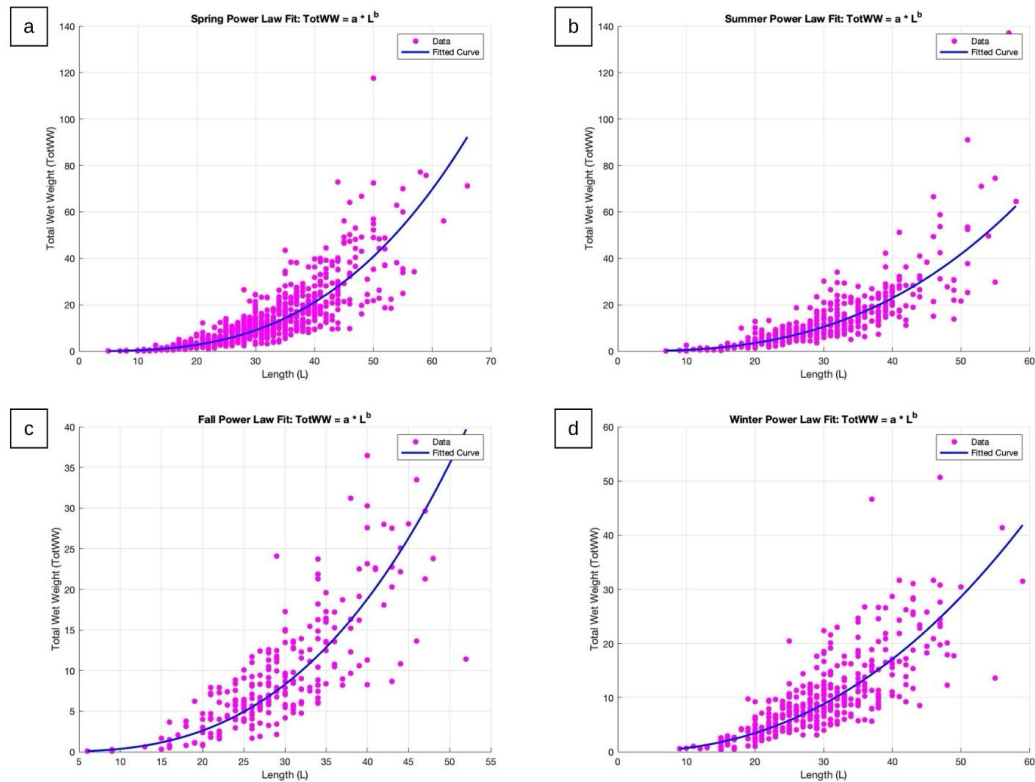 a
Spring Power Law Fit: TotWW = a * L^b
Data
Fitted Curve
140
120
100
80
60
40
20
0
Total Wet Weight (TotWW)
0 10 20 30 40 50 60 70
Length (L)
b
Summer Power Law Fit: TotWW = a * L^b
Data
Fitted Curve
140
120
100
80
60
40
20
0
Total Wet Weight (TotWW)
0 10 20 30 40 50 60
Length (L)
c
Fall Power Law Fit: TotWW = a * L^b
Data
Fitted Curve
40
35
30
25
20
15
10
5
0
Total Wet Weight (TotWW)
5 10 15 20 25 30 35 40 45 50 55
Length (L)
d
Winter Power Law Fit: TotWW = a * L^b
Data
Fitted Curve
60
50
40
30
20
10
0
Total Wet Weight (TotWW)
0 10 20 30 40 50 60
Length (L)